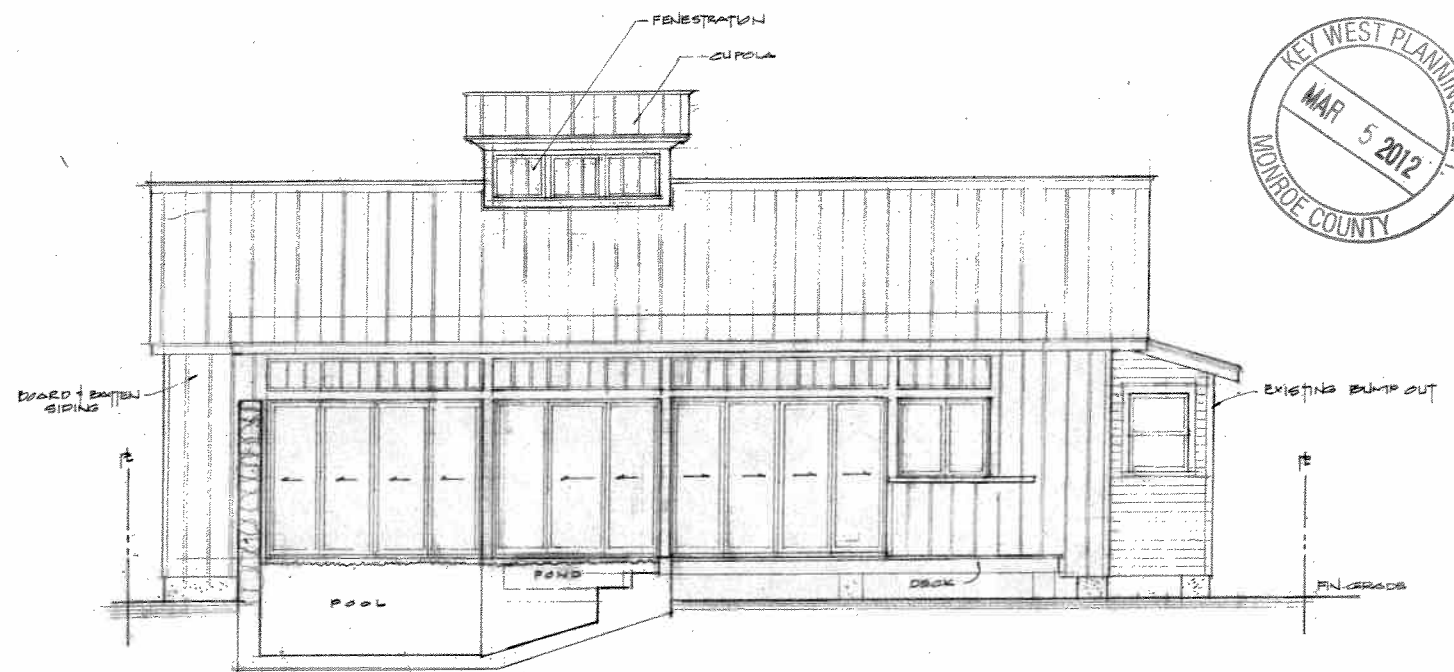 FENESTRATION
CUPOLA
KEY WEST PLANNING
MAR 5 2012
MONROE COUNTY
BOARD & BATTEN
SIDING
EXISTING BUMP OUT
POND
POOL
DECK
FIN. GRADE